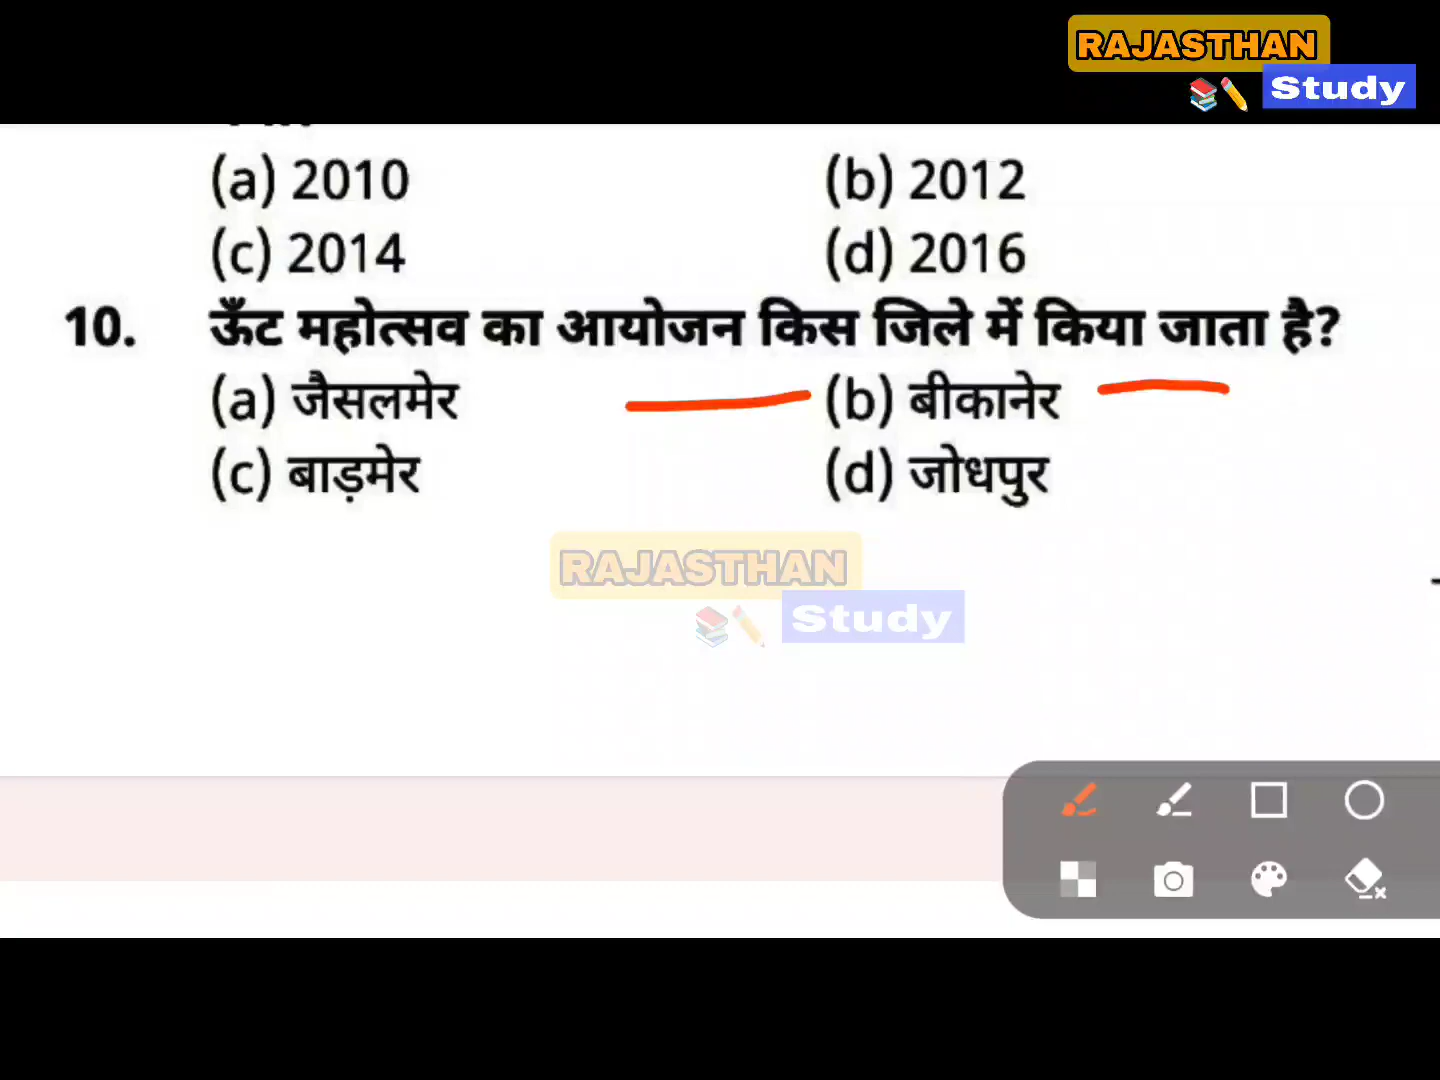 RAJASTHAN
Study
(a) 2010 (b) 2012
(c) 2014 (d) 2016
10. ऊँट महोत्सव का आयोजन किस जिले में किया जाता है?
(a) जैसलमेर (b) बीकानेर
(c) बाड़मेर (d) जोधपुर
RAJASTHAN
Study